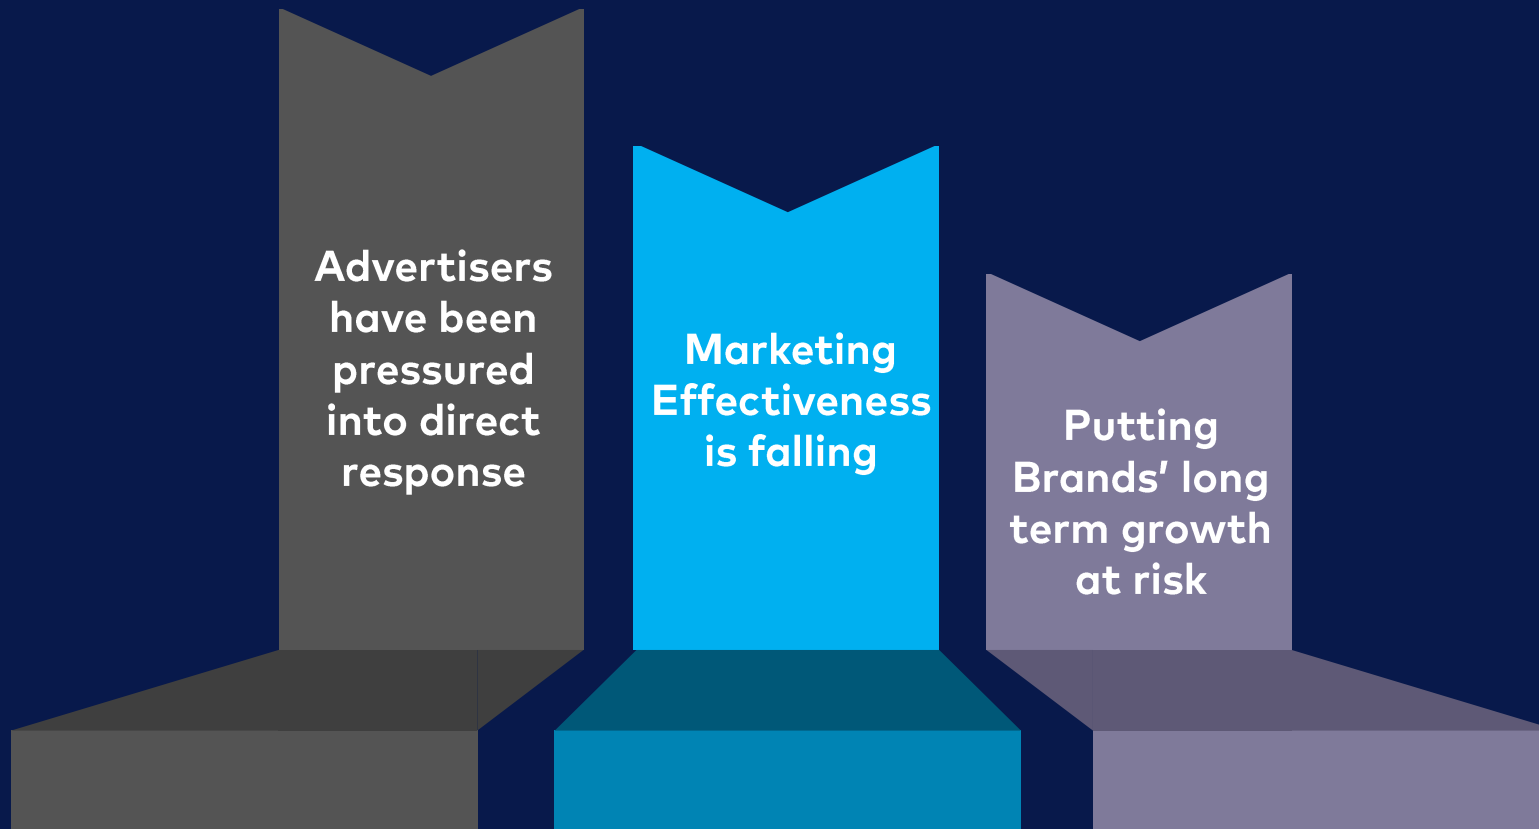 Advertisers
have been
pressured
into direct
response
Marketing
Effectiveness
is falling
Putting
Brands’ long
term growth
at risk